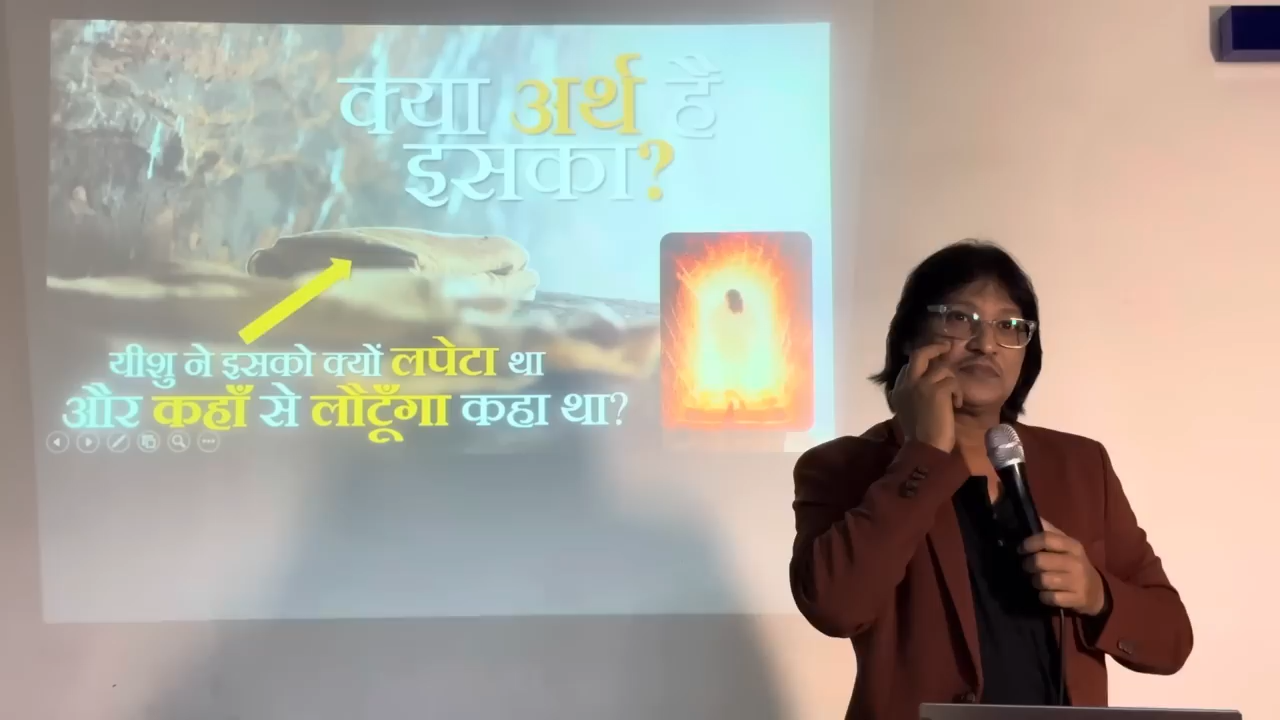 क्या अर्थ है
इसका?
यीशु ने इसको क्यों लपेटा था
और कहाँ से लौटूँगा कहा था?